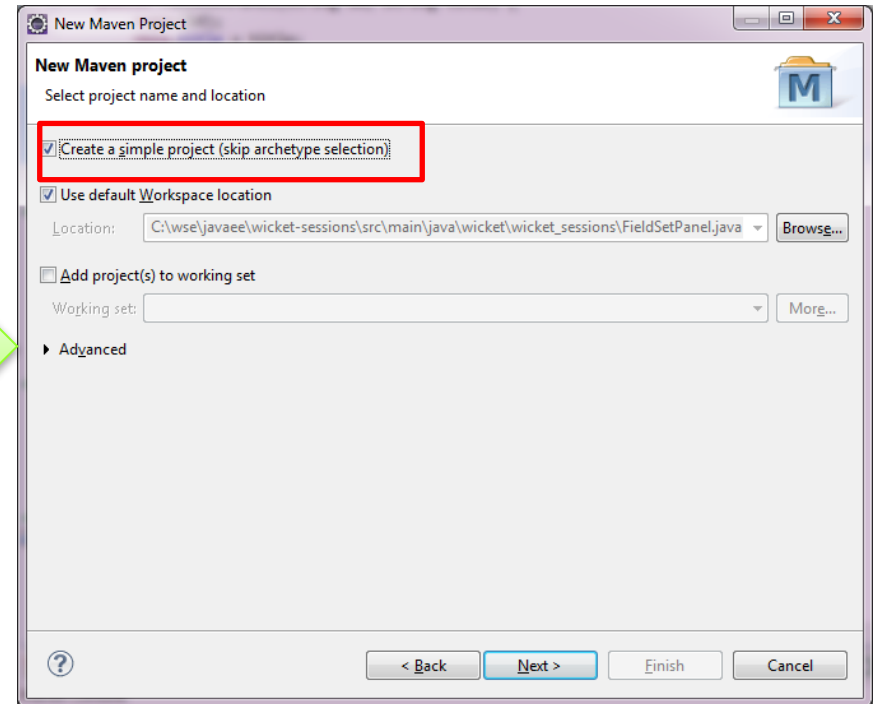 New Maven Project
New Maven project
Select project name and location
M
Create a simple project (skip archetype selection)
Use default Workspace location
Location: C:\wse\javaee\wicket-sessions\src\main\java\wicket\wicket_sessions\FieldSetPanel.java Browse...
Add project(s) to working set
Working set: More...
Advanced
? < Back Next > Finish Cancel